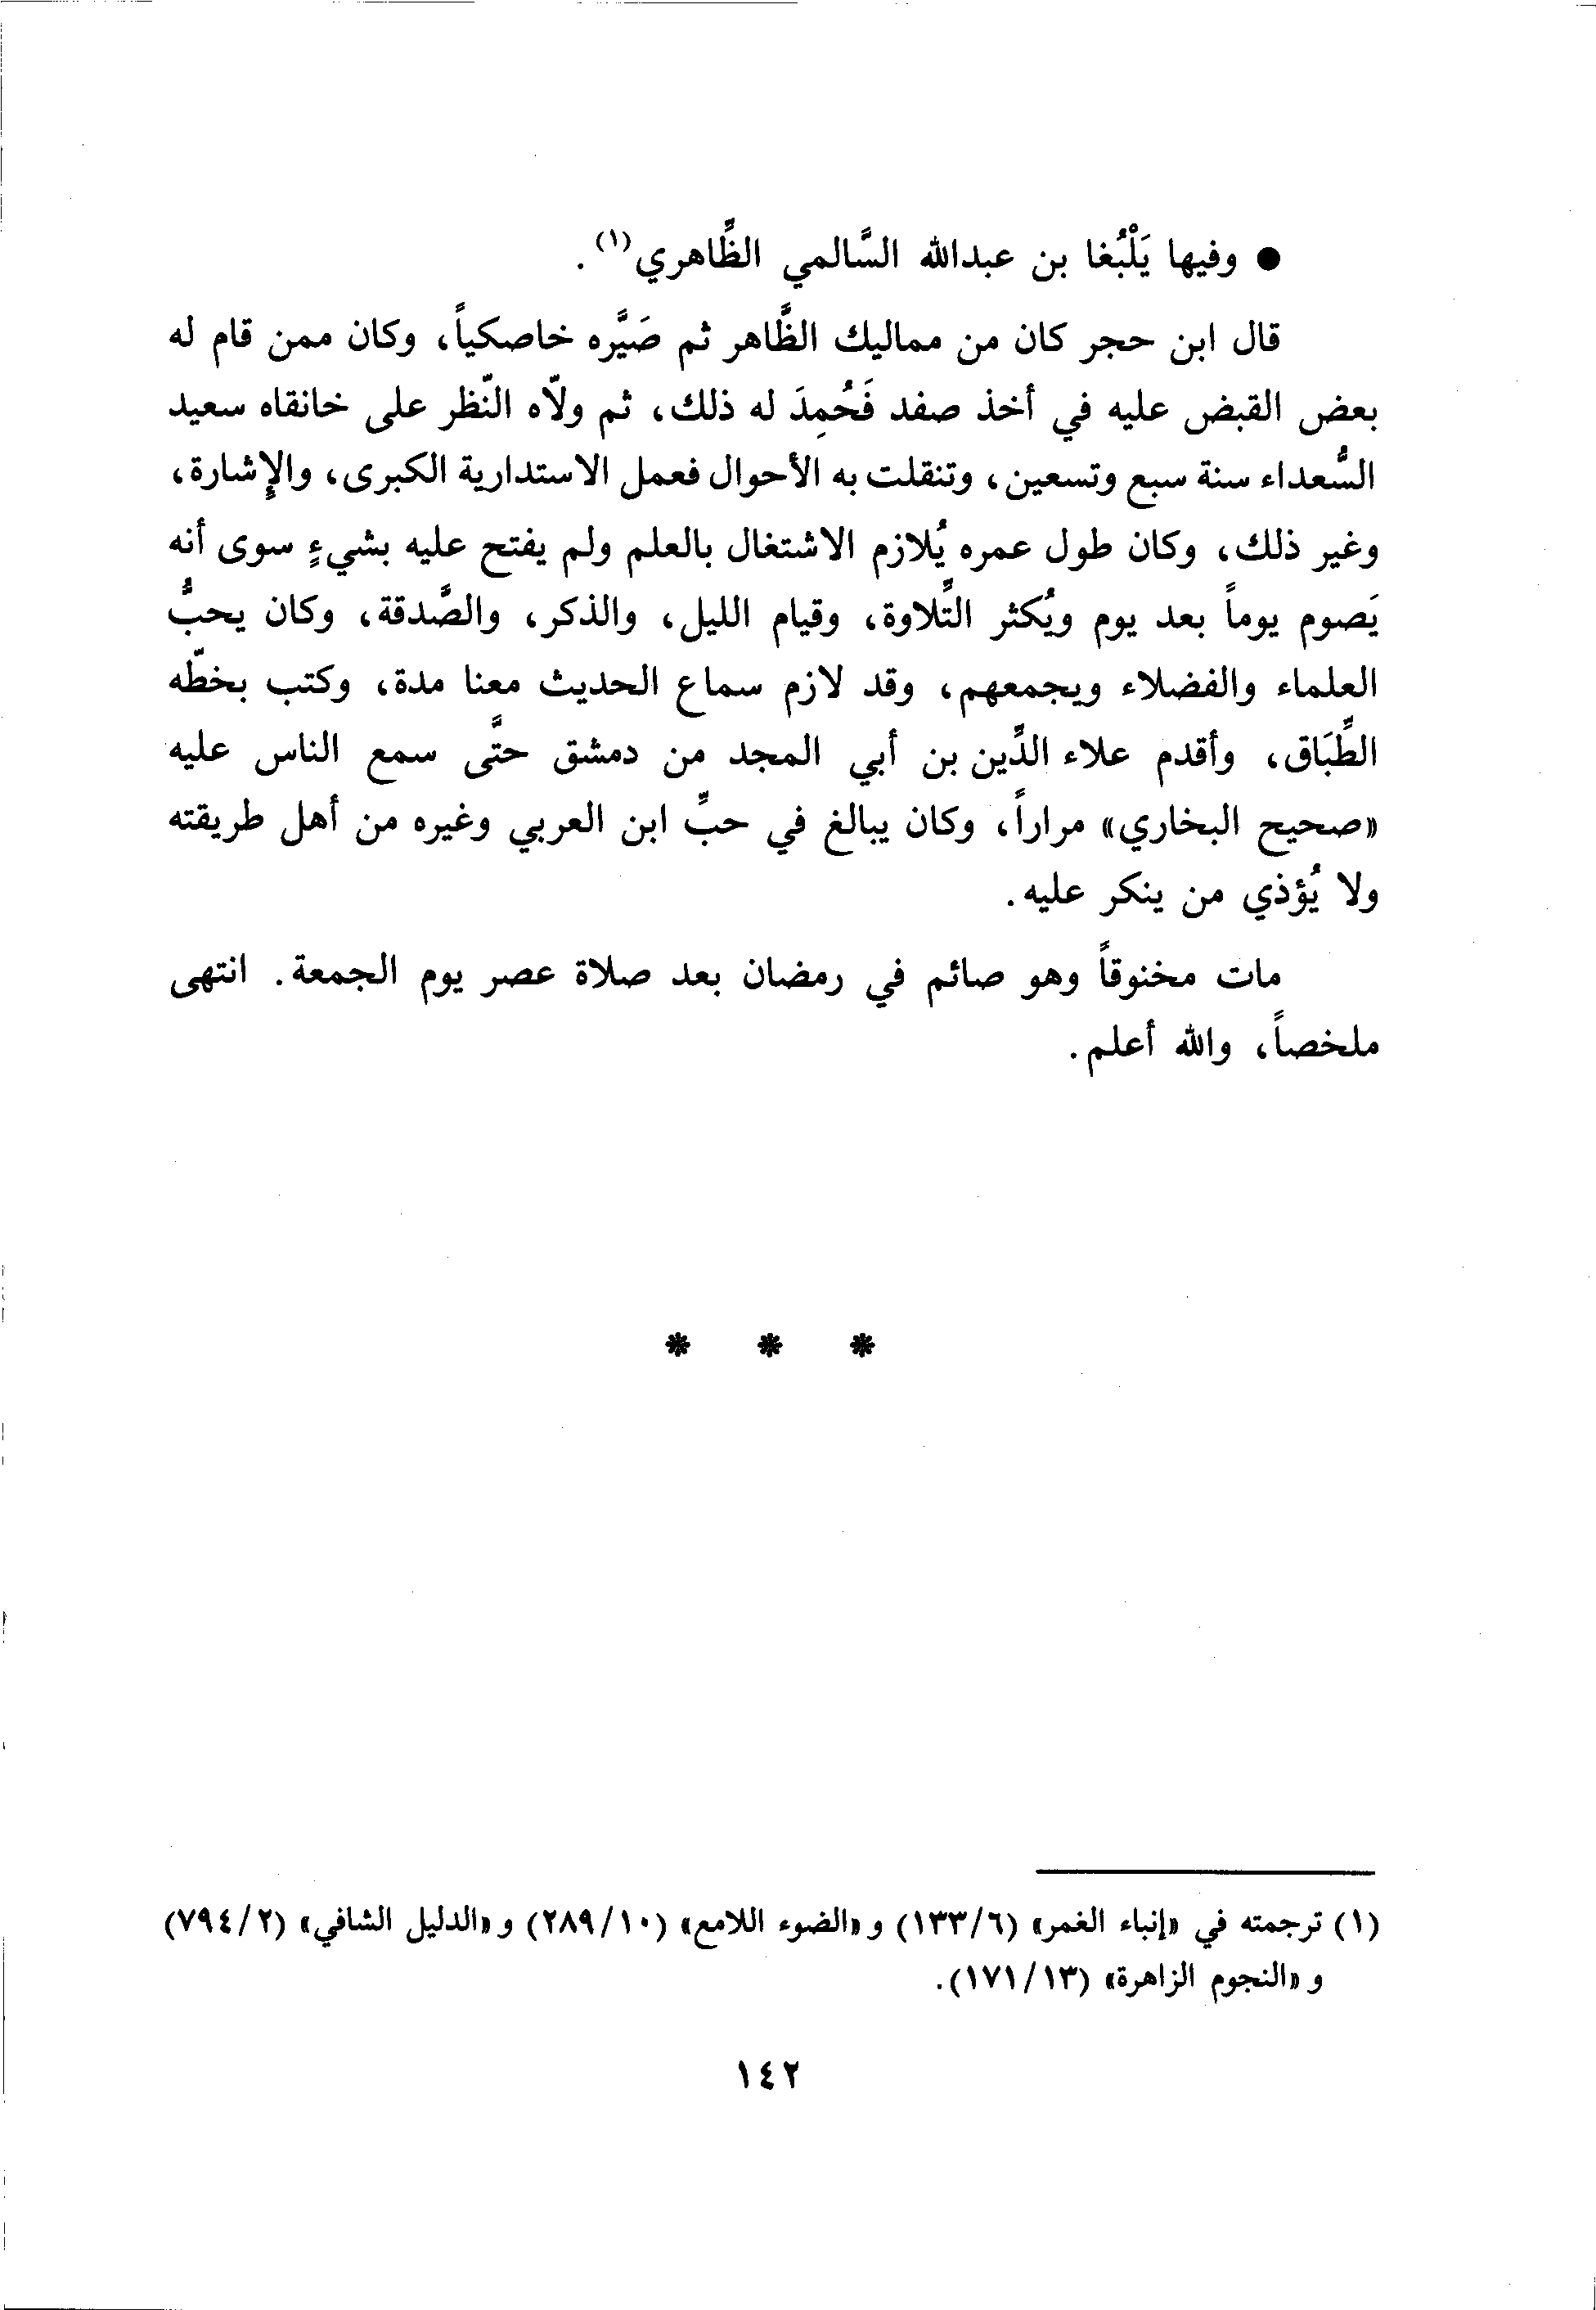 ● وفيها يَلْبُغا بن عبدالله السَّالمي الظَّاهري(١).
قال ابن حجر كان من مماليك الظَّاهر ثم صَيَّره خاصكياً، وكان ممن قام له
بعض القبض عليه في أخذ صفد فَحُمِدَ له ذلك، ثم ولّاه النّظر على خانقاه سعيد
السُّعداء سنة سبع وتسعين، وتنقلت به الأحوال فعمل الاستدارية الكبرى، والإشارة،
وغير ذلك، وكان طول عمره يُلازم الاشتغال بالعلم ولم يفتح عليه بشيءٍ سوى أنه
يَصوم يوماً بعد يوم ويُكثر التِّلاوة، وقيام الليل، والذكر، والصَّدقة، وكان يحبُّ
العلماء والفضلاء ويجمعهم، وقد لازم سماع الحديث معنا مدة، وكتب بخطّه
الطِّبَاق، وأقدم علاء الدِّين بن أبي المجد من دمشق حتَّى سمع الناس عليه
«صحيح البخاري» مراراً، وكان يبالغ في حبِّ ابن العربي وغيره من أهل طريقته
ولا يُؤذي من ينكر عليه.
مات مخنوقاً وهو صائم في رمضان بعد صلاة عصر يوم الجمعة. انتهى
ملخصاً، والله أعلم.
* * *
(١) ترجمته في «إنباء الغمر» (٦/١٣٣) و«الضوء اللامع» (١٠/٢٨٩) و«الدليل الشافي» (٢/٧٩٤)
و«النجوم الزاهرة» (١٣/١٧١).
١٤٢